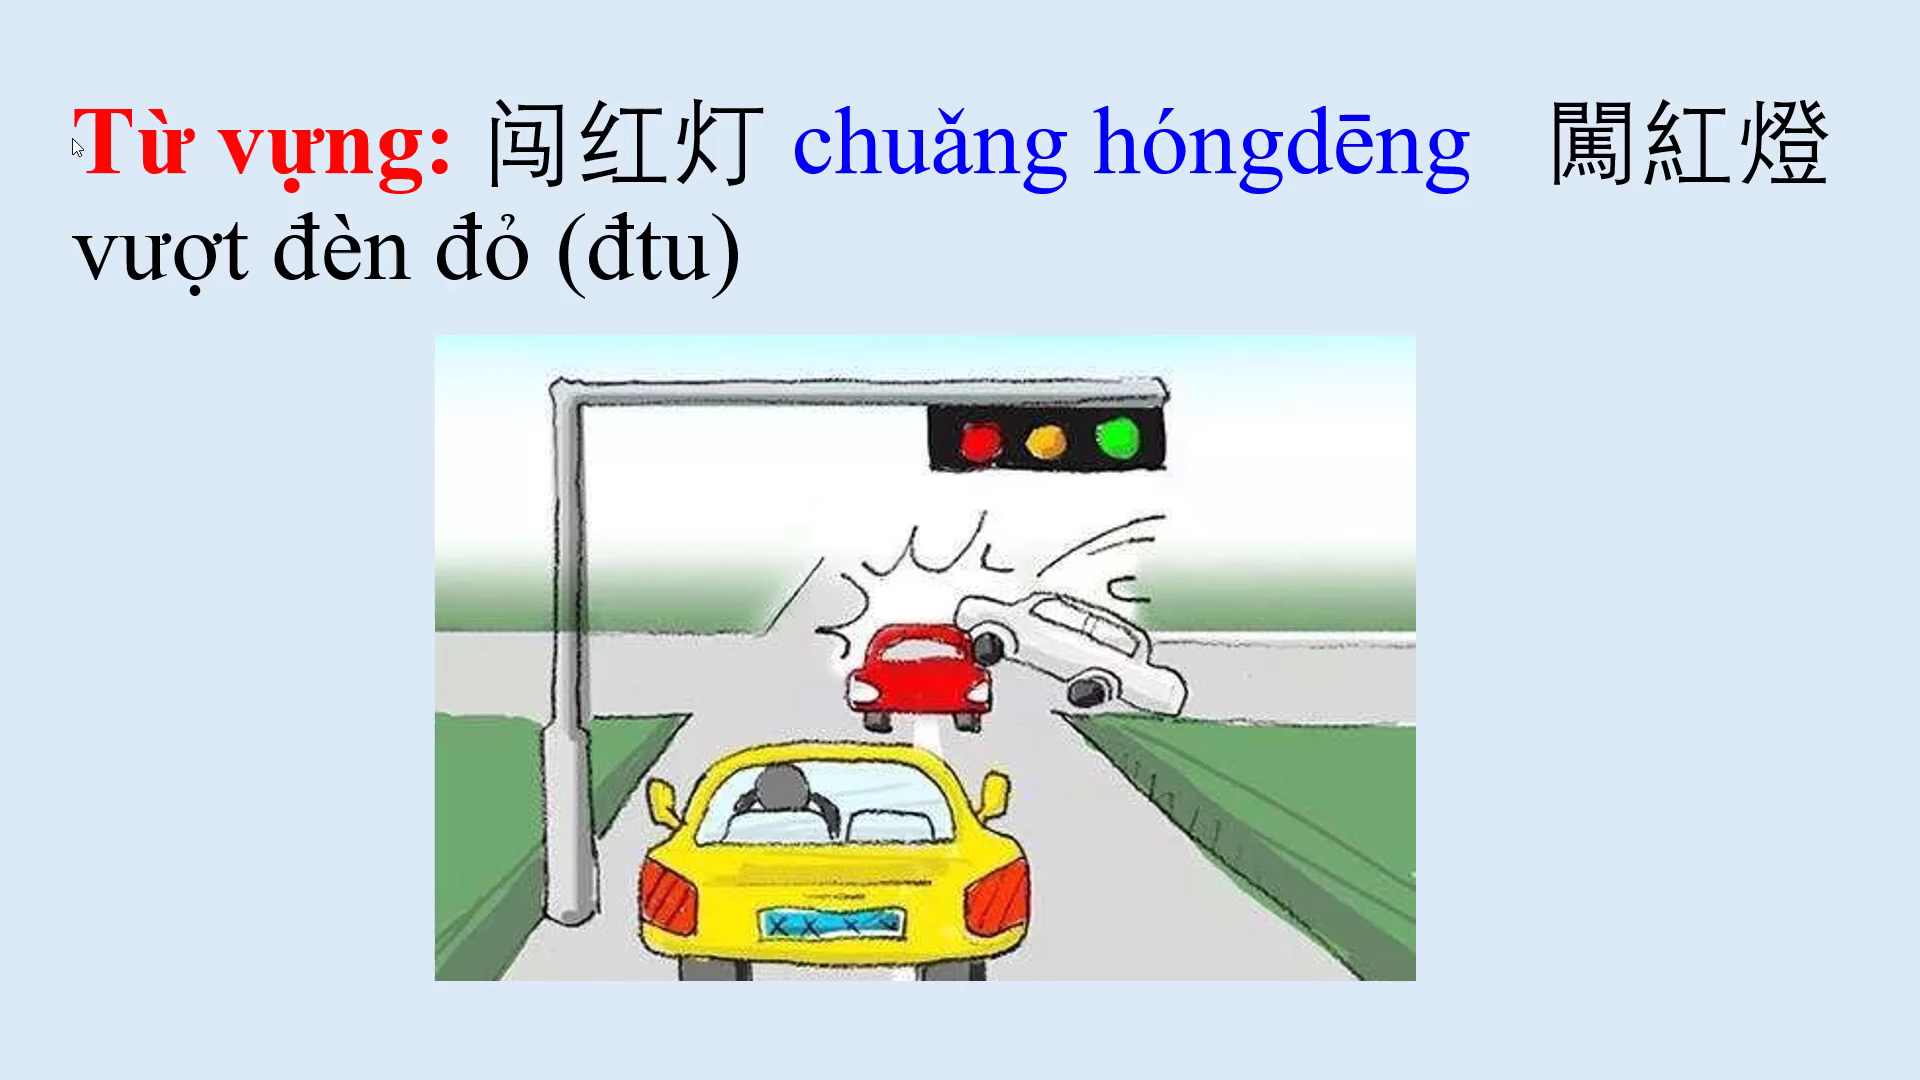 Từ vựng: 闯红灯 chuǎng hóngdēng 闖紅燈
vượt đèn đỏ (đtu)
X X X X